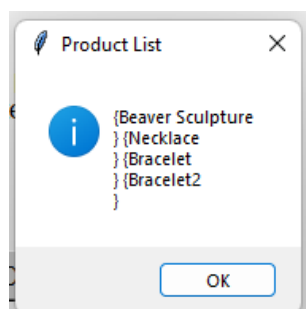 Product List
{Beaver Sculpture
} {Necklace
} {Bracelet
} {Bracelet2
}
OK